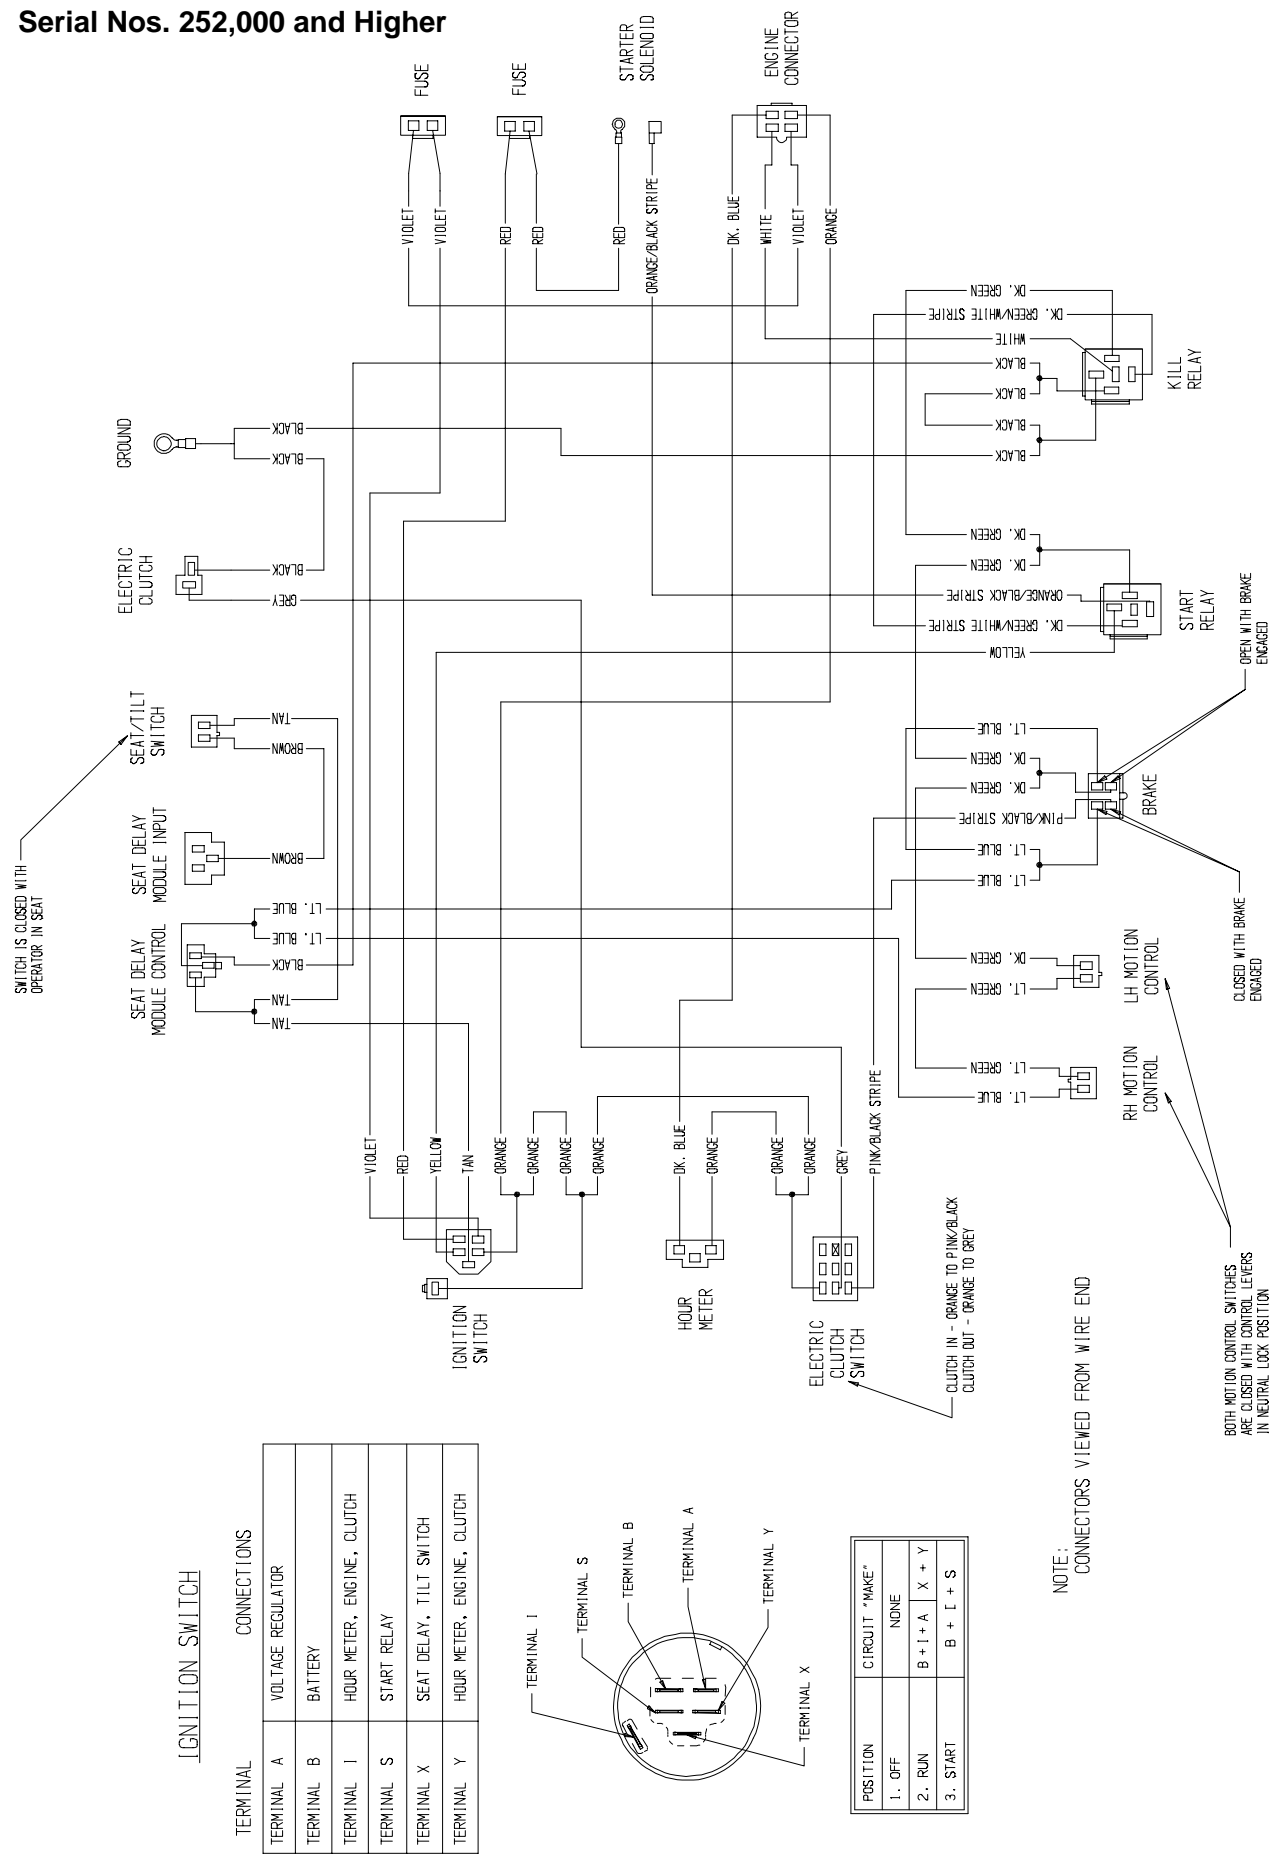 Serial Nos. 252,000 and Higher
FUSE
FUSE
STARTER
SOLENOID
ENGINE
CONNECTOR
VIOLET
VIOLET
RED
RED
RED
ORANGE/BLACK STRIPE
DK. BLUE
WHITE
VIOLET
ORANGE
GROUND
BLACK
BLACK
ELECTRIC
CLUTCH
BLACK
GREY
DK. GREEN
DK. GREEN/WHITE STRIPE
WHITE
BLACK
BLACK
BLACK
BLACK
KILL
RELAY
DK. GREEN
DK. GREEN
ORANGE/BLACK STRIPE
DK. GREEN/WHITE STRIPE
YELLOW
START
RELAY
OPEN WITH BRAKE
ENGAGED
SEAT/TILT
SWITCH
TAN
BROWN
SEAT DELAY
MODULE INPUT
BROWN
SWITCH IS CLOSED WITH
OPERATOR IN SEAT
SEAT DELAY
MODULE CONTROL
LT. BLUE
LT. BLUE
BLACK
TAN
TAN
LT. BLUE
DK. GREEN
DK. GREEN
PINK/BLACK STRIPE
LT. BLUE
LT. BLUE
BRAKE
CLOSED WITH BRAKE
ENGAGED
DK. GREEN
LT. GREEN
LH MOTION
CONTROL
LT. GREEN
LT. BLUE
RH MOTION
CONTROL
VIOLET
RED
YELLOW
TAN
ORANGE
ORANGE
ORANGE
ORANGE
DK. BLUE
ORANGE
ORANGE
ORANGE
GREY
PINK/BLACK STRIPE
IGNITION
SWITCH
HOUR
METER
ELECTRIC
CLUTCH
SWITCH
CLUTCH IN - ORANGE TO PINK/BLACK
CLUTCH OUT - ORANGE TO GREY
BOTH MOTION CONTROL SWITCHES
ARE CLOSED WITH CONTROL LEVERS
IN NEUTRAL LOCK POSITION
NOTE:
CONNECTORS VIEWED FROM WIRE END
IGNITION SWITCH
TERMINAL CONNECTIONS
TERMINAL A VOLTAGE REGULATOR
TERMINAL B BATTERY
TERMINAL I HOUR METER, ENGINE, CLUTCH
TERMINAL S START RELAY
TERMINAL X SEAT DELAY, TILT SWITCH
TERMINAL Y HOUR METER, ENGINE, CLUTCH
TERMINAL I
TERMINAL S
TERMINAL B
TERMINAL A
TERMINAL Y
TERMINAL X
POSITION CIRCUIT "MAKE"
1. OFF NONE
2. RUN B + I + A X + Y
3. START B + I + S